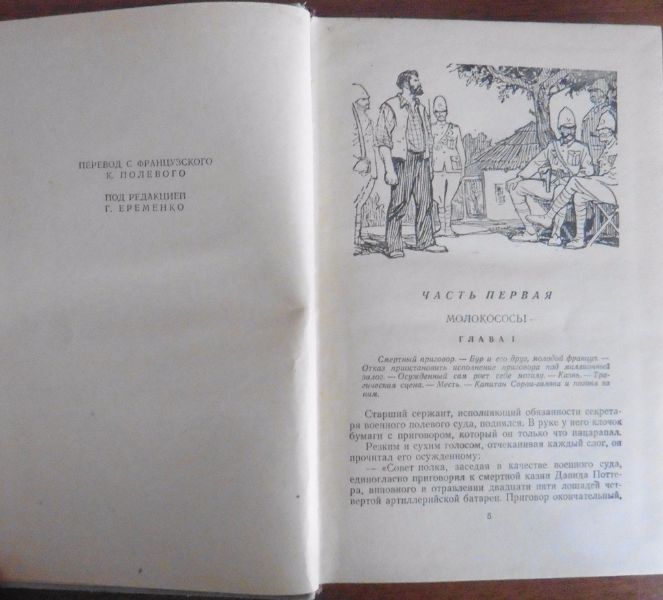 ПЕРЕВОД С ФРАНЦУЗСКОГО
К. ПОЛЕВОГО
ПОД РЕДАКЦИЕЙ
Г. ЕРЕМЕНКО
ЧАСТЬ ПЕРВАЯ
МОЛОКОСОСЫ
ГЛАВА I
Смертный приговор. — Бур и его друг, молодой француз. —
Отказ приостановить исполнение приговора под миллионный
залог. — Осужденный сам роет себе могилу. — Казнь. — Тра-
гическая сцена. — Месть. — Капитан Сорви-голова и погоня за
ним.
Старший сержант, исполняющий обязанности секрета-
ря военного полевого суда, поднялся. В руке у него клочок
бумаги с приговором, который он только что нацарапал.
Резким и сухим голосом, отчеканивая каждый слог, он
прочитал его осужденному:
— «Совет полка, заседая в качестве военного суда,
единогласно приговорил к смертной казни Давида Потте-
ра, виновного в отравлении двадцати пяти лошадей чет-
вертой артиллерийской батареи. Приговор окончательный,
5